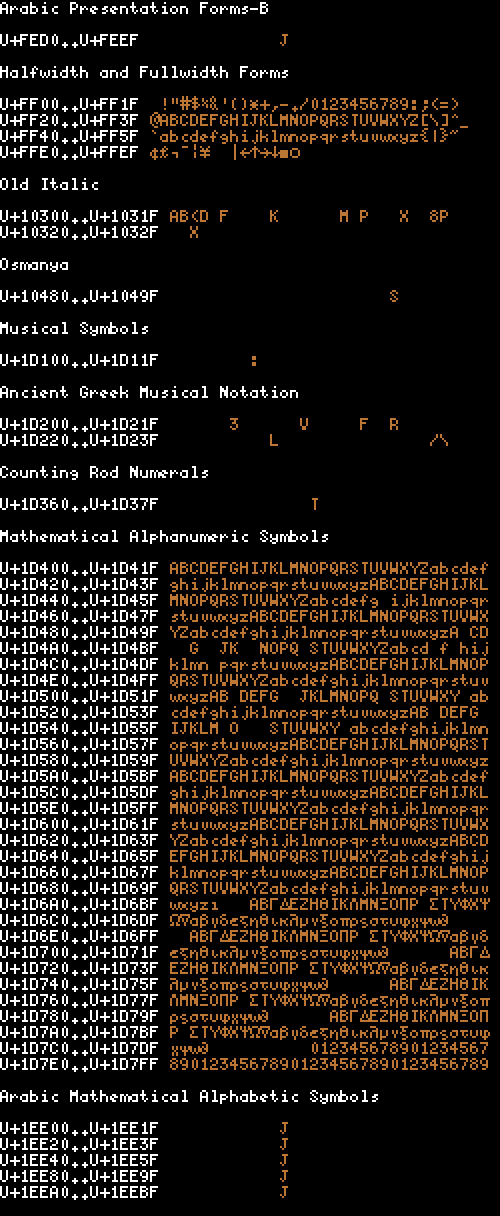 Arabic Presentation Forms-B
U+FED0..U+FEEF J
Halfwidth and Fullwidth Forms
U+FF00..U+FF1F !"#$%&'()*+,-./0123456789:;<=>
U+FF20..U+FF3F @ABCDEFGHIJKLMNOPQRSTUVWXYZ[\]^_
U+FF40..U+FF5F `abcdefghijklmnopqrstuvwxyz{|}~
U+FFE0..U+FFEF ¢£¬¯¦¥ |←↑→↓■○
Old Italic
U+10300..U+1031F AB<D F K M P X 8P
U+10320..U+1032F X
Osmanya
U+10480..U+1049F S
Musical Symbols
U+1D100..U+1D11F :
Ancient Greek Musical Notation
U+1D200..U+1D21F 3 V F R
U+1D220..U+1D23F L /\
Counting Rod Numerals
U+1D360..U+1D37F T
Mathematical Alphanumeric Symbols
U+1D400..U+1D41F ABCDEFGHIJKLMNOPQRSTUVWXYZabcdef
U+1D420..U+1D43F ghijklmnopqrstuvwxyzABCDEFGHIJKL
U+1D440..U+1D45F MNOPQRSTUVWXYZabcdefg ijklmnopqr
U+1D460..U+1D47F stuvwxyzABCDEFGHIJKLMNOPQRSTUVWX
U+1D480..U+1D49F YZabcdefghijklmnopqrstuvwxyzA CD
U+1D4A0..U+1D4BF G JK NOPQ STUVWXYZabcd f hij
U+1D4C0..U+1D4DF klmn pqrstuvwxyzABCDEFGHIJKLMNOP
U+1D4E0..U+1D4FF QRSTUVWXYZabcdefghijklmnopqrstuv
U+1D500..U+1D51F wxyzAB DEFG JKLMNOPQ STUVWXY ab
U+1D520..U+1D53F cdefghijklmnopqrstuvwxyzAB DEFG
U+1D540..U+1D55F IJKLM O STUVWXY abcdefghijklmn
U+1D560..U+1D57F opqrstuvwxyzABCDEFGHIJKLMNOPQRST
U+1D580..U+1D59F UVWXYZabcdefghijklmnopqrstuvwxyz
U+1D5A0..U+1D5BF ABCDEFGHIJKLMNOPQRSTUVWXYZabcdef
U+1D5C0..U+1D5DF ghijklmnopqrstuvwxyzABCDEFGHIJKL
U+1D5E0..U+1D5FF MNOPQRSTUVWXYZabcdefghijklmnopqr
U+1D600..U+1D61F stuvwxyzABCDEFGHIJKLMNOPQRSTUVWX
U+1D620..U+1D63F YZabcdefghijklmnopqrstuvwxyzABCD
U+1D640..U+1D65F EFGHIJKLMNOPQRSTUVWXYZabcdefghij
U+1D660..U+1D67F klmnopqrstuvwxyzABCDEFGHIJKLMNOP
U+1D680..U+1D69F QRSTUVWXYZabcdefghijklmnopqrstuv
U+1D6A0..U+1D6BF wxyzı ΑΒΓΔΕΖΗΘΙΚΛΜΝΞΟΠΡ ΣΤΥΦΧΨ
U+1D6C0..U+1D6DF Ω∇αβγδεζηθικλμνξοπρςστυφχψω∂
U+1D6E0..U+1D6FF ΑΒΓΔΕΖΗΘΙΚΛΜΝΞΟΠΡ ΣΤΥΦΧΨΩ∇αβγδ
U+1D700..U+1D71F εζηθικλμνξοπρςστυφχψω∂ ΑΒΓΔ
U+1D720..U+1D73F ΕΖΗΘΙΚΛΜΝΞΟΠΡ ΣΤΥΦΧΨΩ∇αβγδεζηθικ
U+1D740..U+1D75F λμνξοπρςστυφχψω∂ ΑΒΓΔΕΖΗΘΙΚ
U+1D760..U+1D77F ΛΜΝΞΟΠΡ ΣΤΥΦΧΨΩ∇αβγδεζηθικλμνξοπ
U+1D780..U+1D79F ρςστυφχψω∂ ΑΒΓΔΕΖΗΘΙΚΛΜΝΞΟΠ
U+1D7A0..U+1D7BF Ρ ΣΤΥΦΧΨΩ∇αβγδεζηθικλμνξοπρςστυφ
U+1D7C0..U+1D7DF χψω∂ 012345678901234567
U+1D7E0..U+1D7FF 89012345678901234567890123456789
Arabic Mathematical Alphabetic Symbols
U+1EE00..U+1EE1F J
U+1EE20..U+1EE3F J
U+1EE40..U+1EE5F J
U+1EE80..U+1EE9F J
U+1EEA0..U+1EEBF J